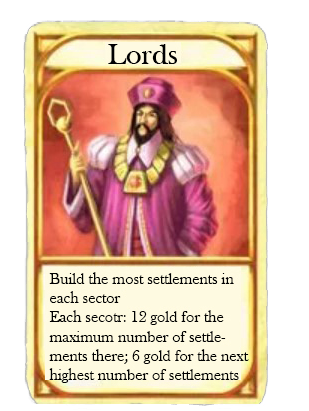 Lords
Build the most settlements in
each sector
Each secotr: 12 gold for the
maximum number of settle-
ments there; 6 gold for the next
highest number of settlements